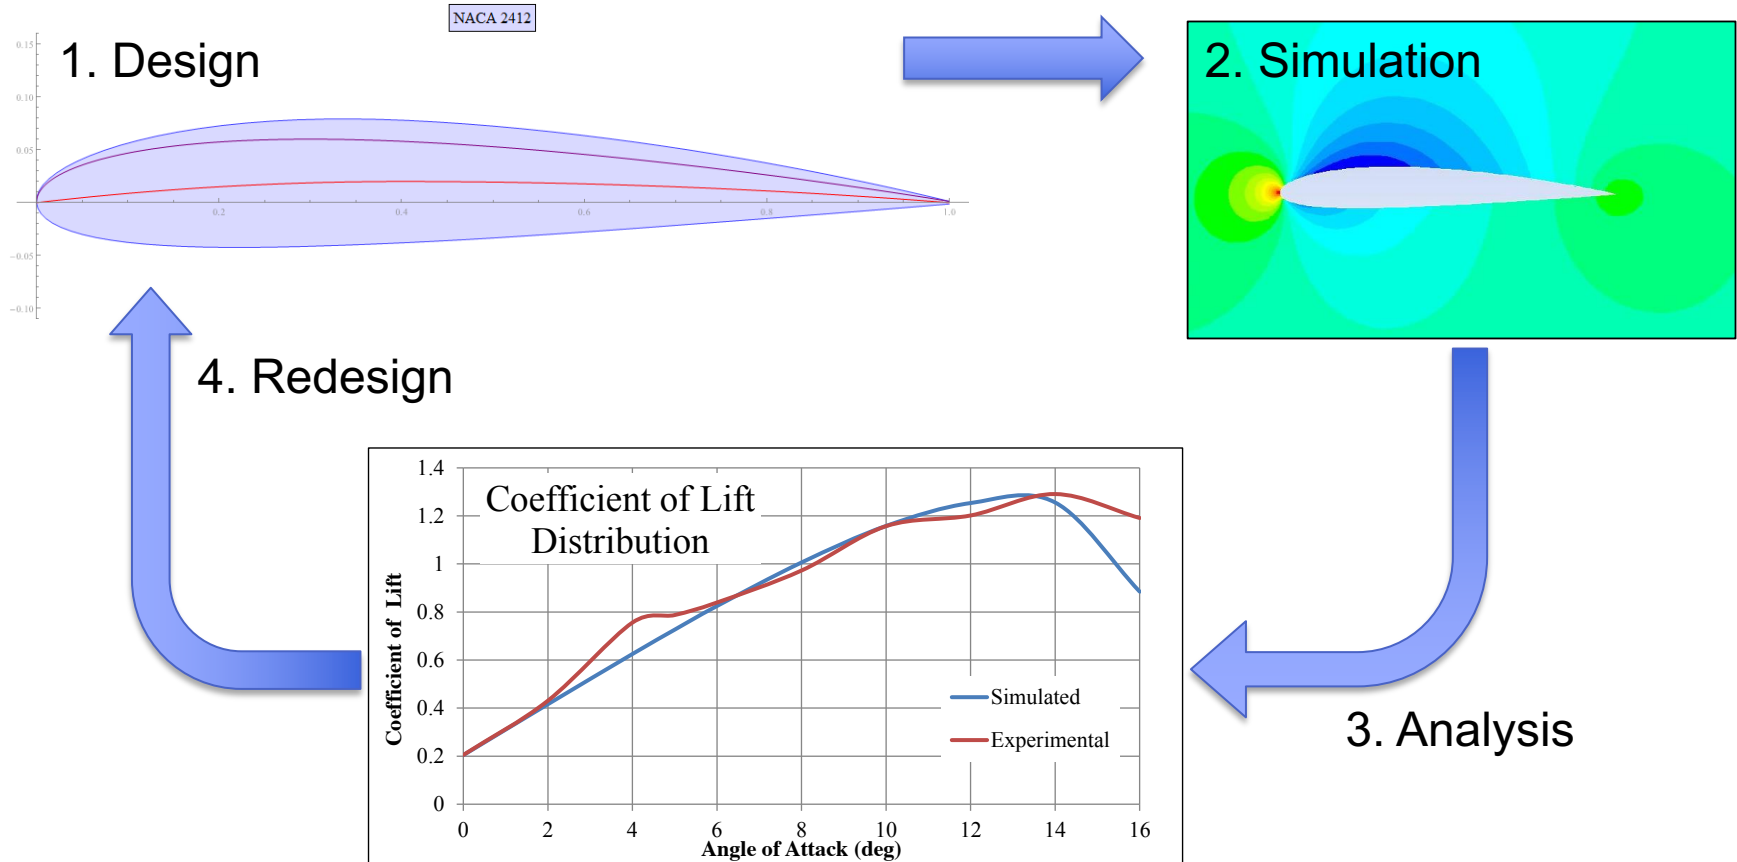 NACA 2412
1. Design
0.15
0.10
0.05
-0.05
-0.10
0.2
0.4
0.6
0.8
1.0
2. Simulation
4. Redesign
3. Analysis
Coefficient of Lift
Distribution
Coefficient of Lift
1.4
1.2
1
0.8
0.6
0.4
0.2
0
Simulated
Experimental
0 2 4 6 8 10 12 14 16
Angle of Attack (deg)